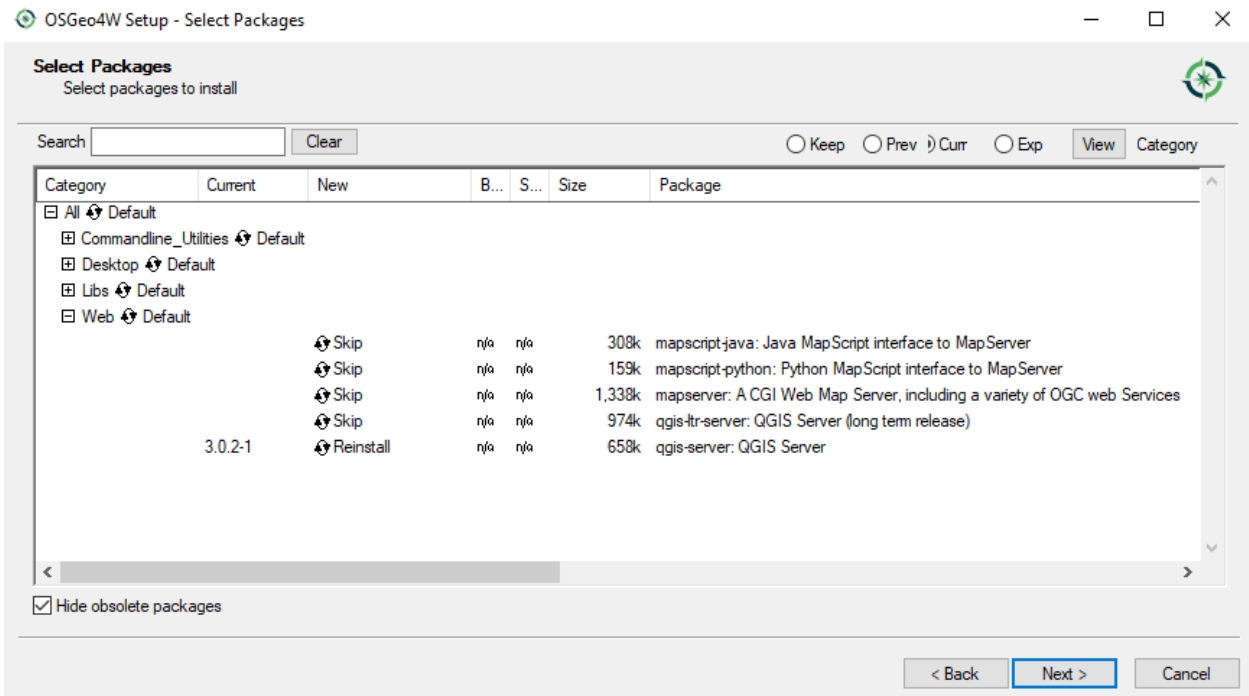 OSGeo4W Setup - Select Packages
Select Packages
Select packages to install
Search Clear Keep Prev Curr Exp View Category
Category Current New B... S... Size Package
All Default
Commandline_Utilities Default
Desktop Default
Libs Default
Web Default
Skip n/a n/a 308k mapscript-java: Java MapScript interface to MapServer
Skip n/a n/a 159k mapscript-python: Python MapScript interface to MapServer
Skip n/a n/a 1,338k mapserver: A CGI Web Map Server, including a variety of OGC web Services
Skip n/a n/a 974k qgis-ltr-server: QGIS Server (long term release)
3.0.2-1 Reinstall n/a n/a 658k qgis-server: QGIS Server
Hide obsolete packages
< Back Next > Cancel